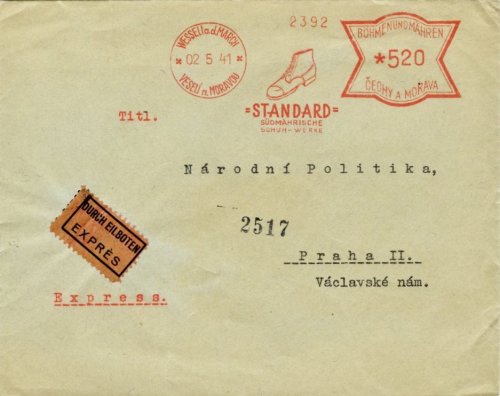 WESSELI a.d.MARCH
02 5 41
VESELÍ n. MORAVOU
2392
BÖHMEN UND MÄHREN
*520
ČECHY A MORAVA
=STANDARD=
SÜDMÄHRISCHE
SCHUH-WERKE
Titl.
Národní Politika,
DURCH EILBOTEN
EXPRÈS
2517
Praha II.
Václavské nám.
Express.